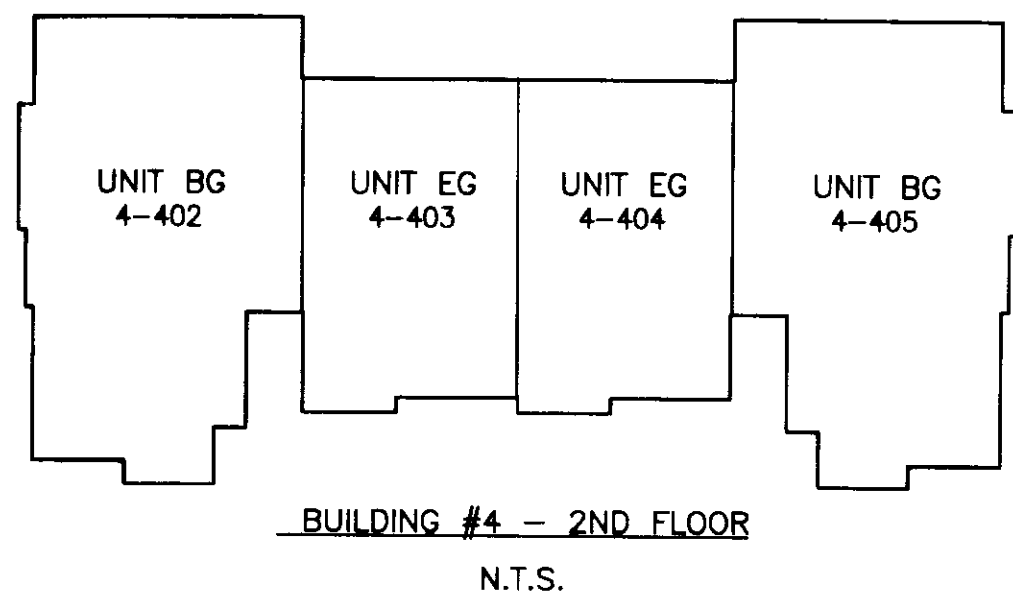 UNIT BG
4-402
UNIT EG
4-403
UNIT EG
4-404
UNIT BG
4-405
BUILDING #4 - 2ND FLOOR
N.T.S.